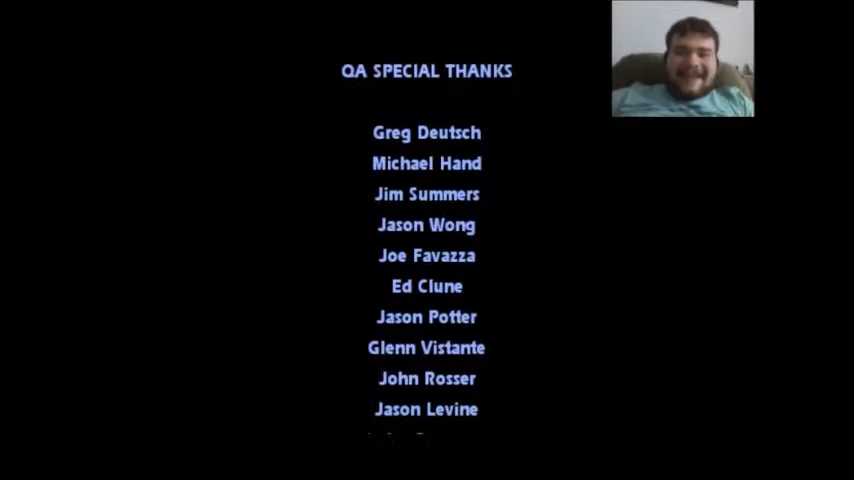 QA SPECIAL THANKS
Greg Deutsch
Michael Hand
Jim Summers
Jason Wong
Joe Favazza
Ed Clune
Jason Potter
Glenn Vistante
John Rosser
Jason Levine